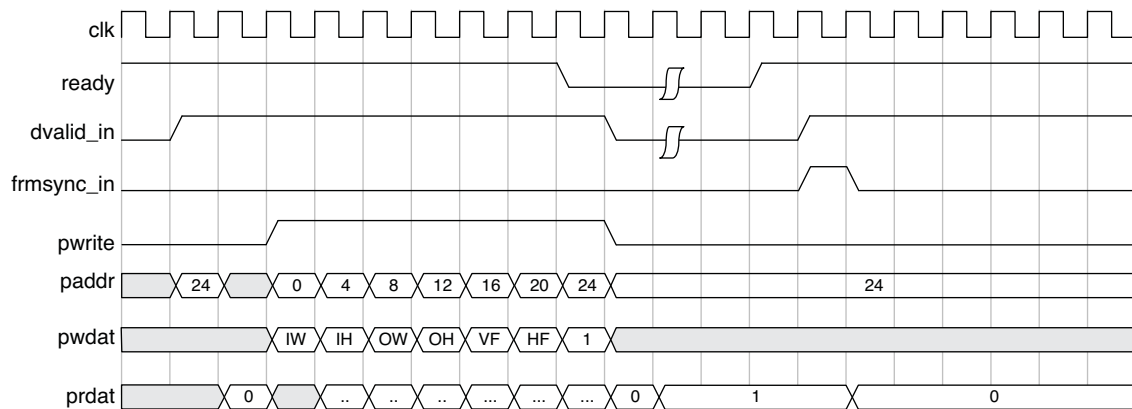 clk
ready
dvalid_in
frmsync_in
pwrite
paddr 24 0 4 8 12 16 20 24 24
pwdat IW IH OW OH VF HF 1
prdat 0 .. .. .. ... ... ... 0 1 0